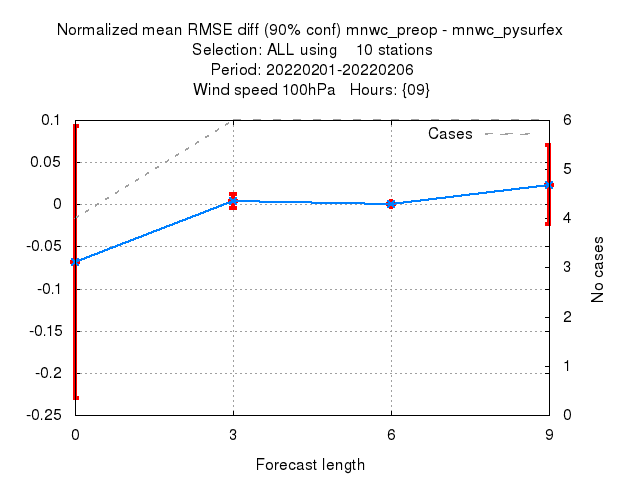 Normalized mean RMSE diff (90% conf) mnwc_preop - mnwc_pysurfex
Selection: ALL using    10 stations
Period: 20220201-20220206
Wind speed 100hPa   Hours: {09}
Cases
0.1
0.05
0
-0.05
-0.1
-0.15
-0.2
-0.25
6
5
4
3
2
1
0
No cases
0
3
6
9
Forecast length